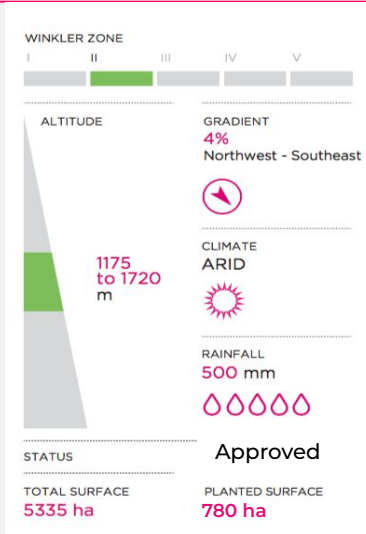 WINKLER ZONE
I II III IV V
ALTITUDE
1175
to 1720
m
GRADIENT
4%
Northwest - Southeast
CLIMATE
ARID
RAINFALL
500 mm
STATUS Approved
TOTAL SURFACE
5335 ha
PLANTED SURFACE
780 ha